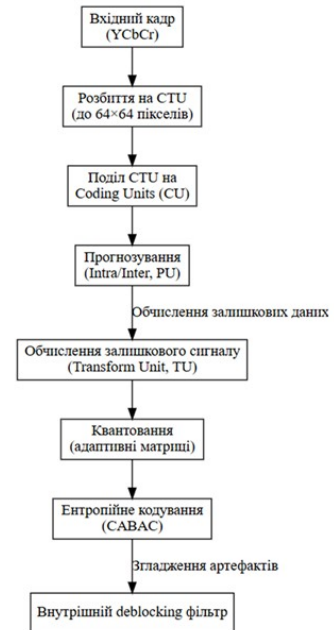 Вхідний кадр
(YCbCr)
Розбиття на CTU
(до 64×64 пікселів)
Поділ CTU на
Coding Units (CU)
Прогнозування
(Intra/Inter, PU)
Обчислення залишкових даних
Обчислення залишкового сигналу
(Transform Unit, TU)
Квантовання
(адаптивні матриці)
Ентропійне кодування
(CABAC)
Згладження артефактів
Внутрішній deblocking фільтр